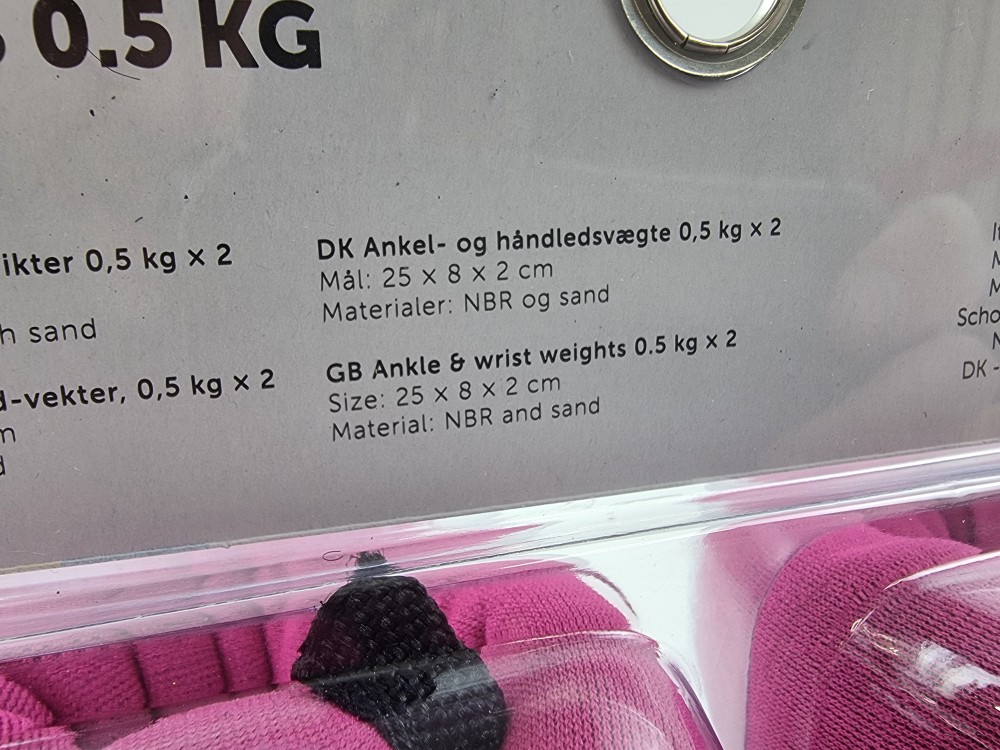 0.5 KG
ikter 0,5 kg × 2
h sand
d-vekter, 0,5 kg × 2
DK Ankel- og håndledsvægte 0,5 kg × 2
Mål: 25 × 8 × 2 cm
Materialer: NBR og sand
GB Ankle & wrist weights 0.5 kg × 2
Size: 25 × 8 × 2 cm
Material: NBR and sand
Scho
DK -